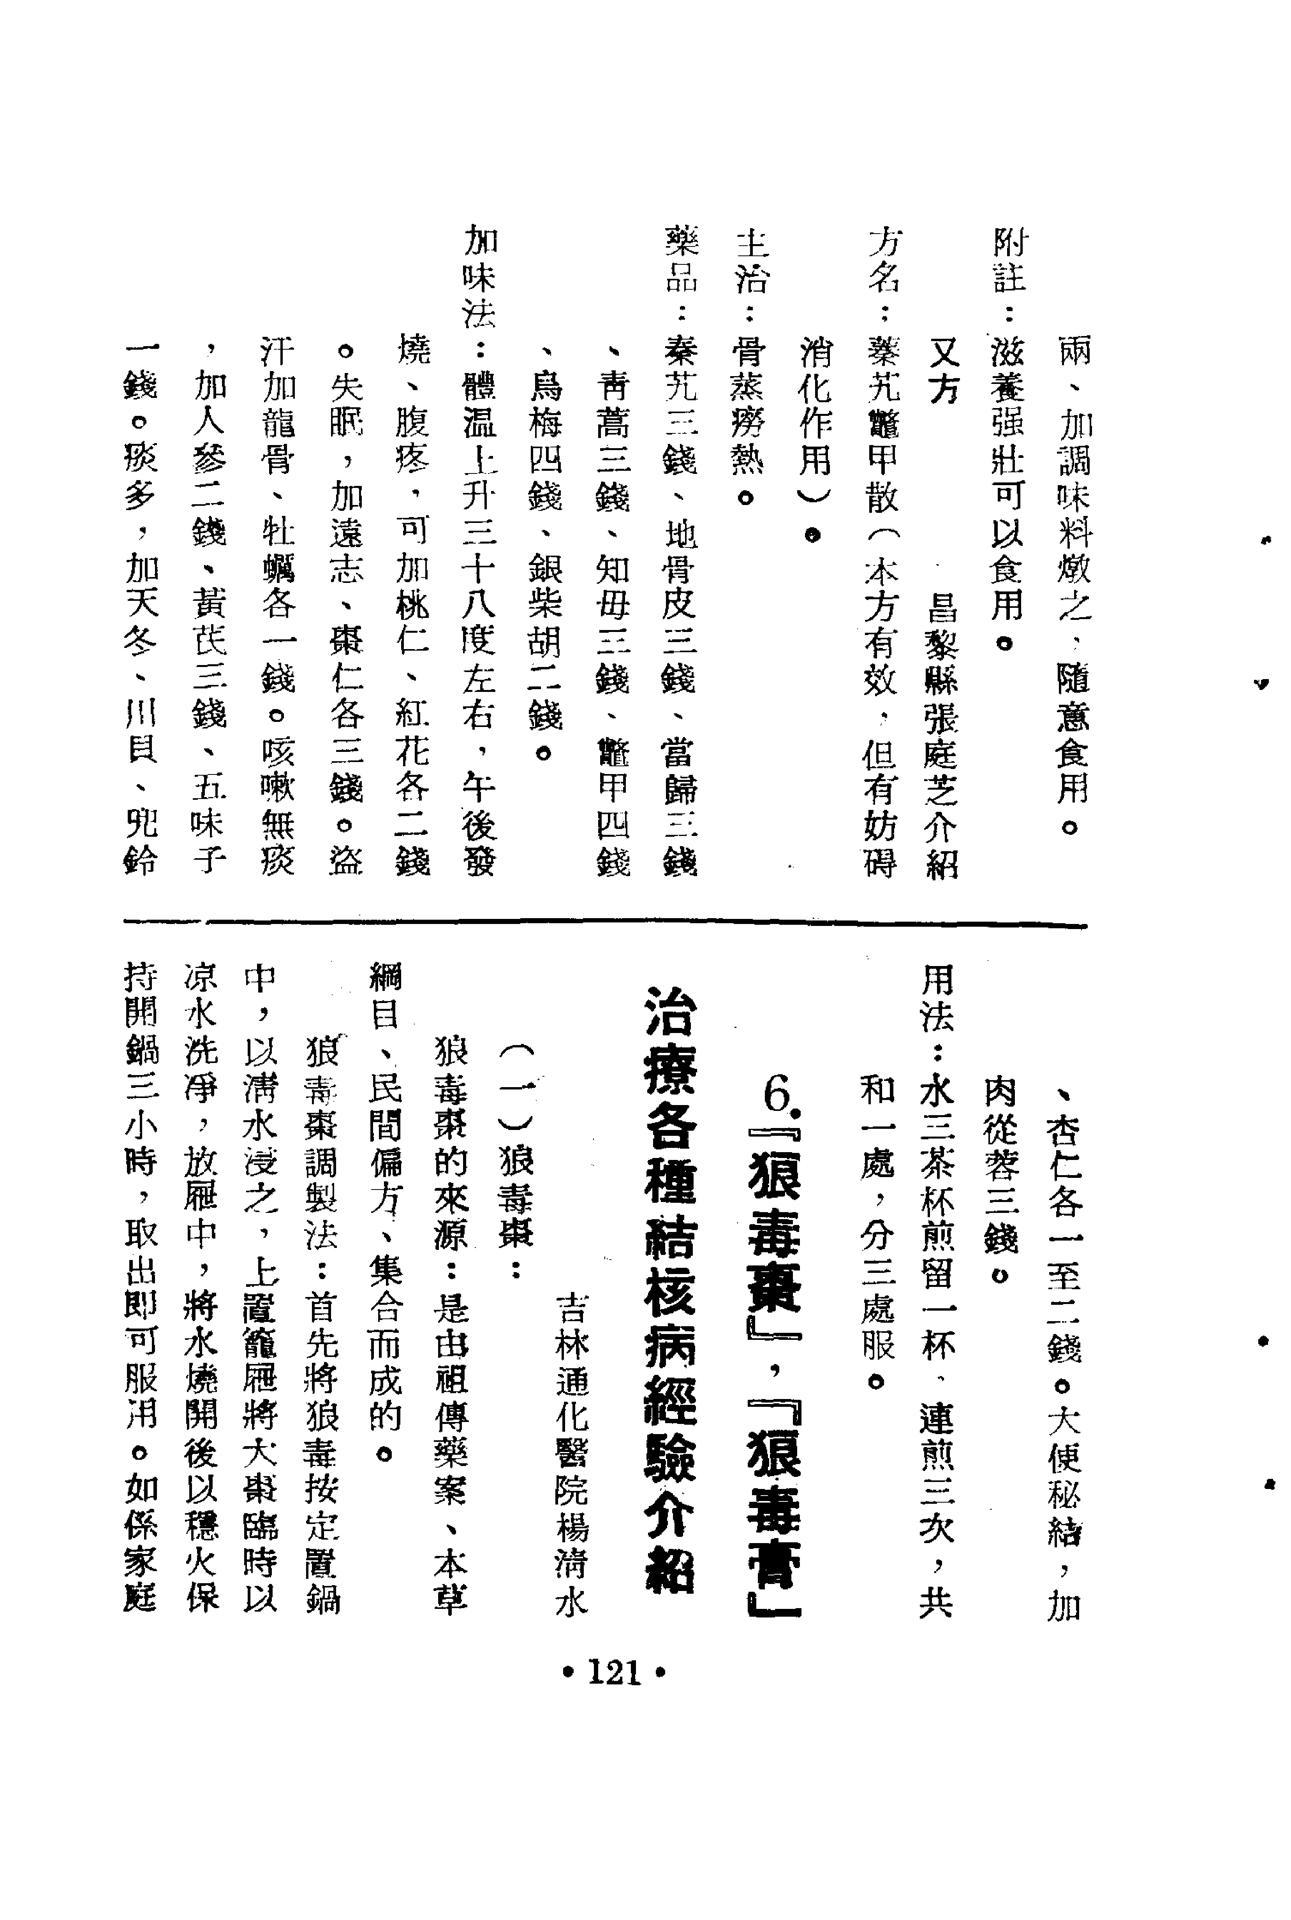 兩、加調味料燉之、隨意食用。
附註：滋養强壯可以食用。
又方　昌黎縣張庭芝介紹
方名：蓁艽鼈甲散（本方有效，但有妨碍
消化作用）。
主治：骨蒸癆熱。
藥品：秦艽三錢、地骨皮三錢、當歸三錢
、靑蒿三錢、知毋三錢、鼈甲四錢
、烏梅四錢、銀柴胡二錢。
加味法：體温上升三十八度左右，午後發
燒、腹疼，可加桃仁、紅花各二錢
。失眠，加遠志、棗仁各三錢。盜
汗加龍骨、牡蠣各一錢。咳嗽無痰
，加人參二錢、黃芪三錢、五味子
一錢。痰多，加天冬、川貝、兜鈴
、杏仁各一至二錢。大便秘結，加
肉從蓉三錢。
用法：水三茶杯煎留一杯、連煎三次，共
和一處，分三處服。
6.『狼毒棗』，『狼毒膏』
治療各種結核病經驗介紹
吉林通化醫院楊淸水
（一）狼毒棗：
狼毒棗的來源：是由祖傳藥案、本草
綱目、民間偏方、集合而成的。
狼毒棗調製法：首先將狼毒按定置鍋
中，以淸水浸之，上置籠屜將大棗臨時以
凉水洗凈，放屜中，將水燒開後以穩火保
持開鍋三小時，取出卽可服用。如係家庭
• 121 •